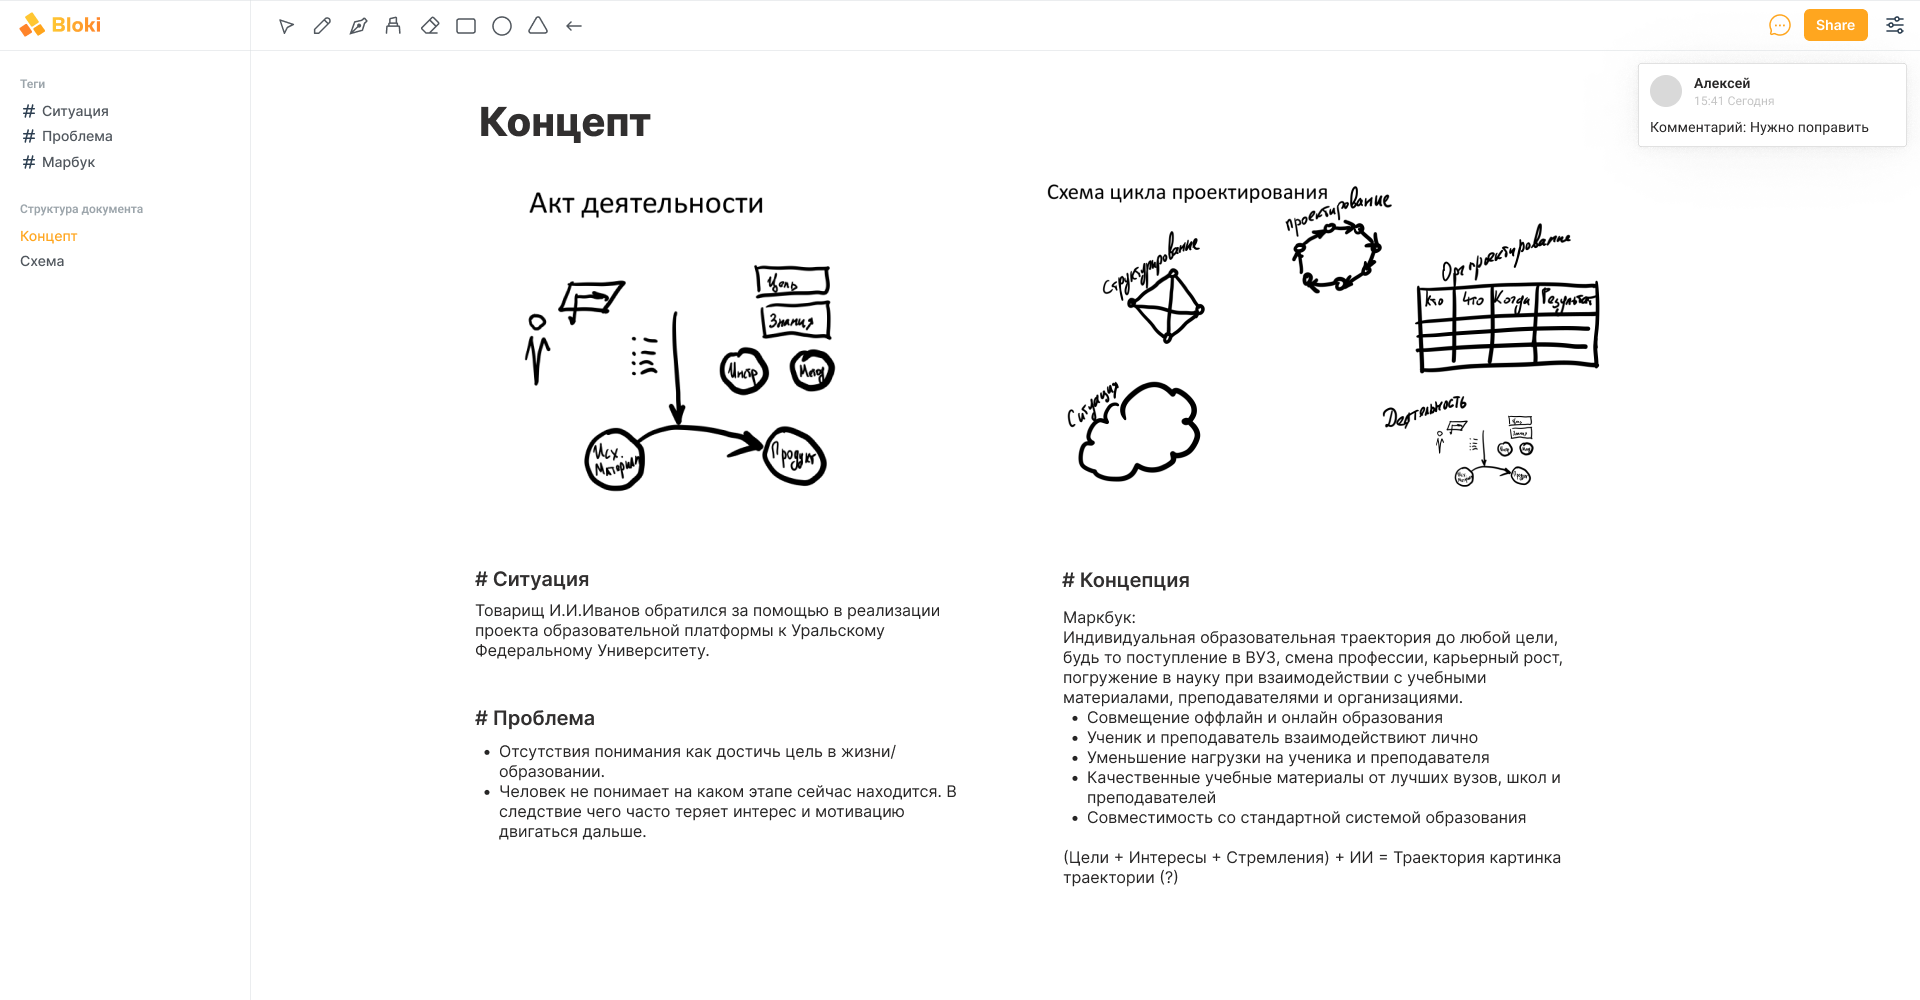 Bloki
Share
Теги
# Ситуация
# Проблема
# Марбук
Структура документа
Концепт
Схема
Алексей
15:41 Сегодня
Комментарий: Нужно поправить
Концепт
Акт деятельности
Цель
Знания
Инстр
Метод
Исх.
Материал
Продукт
Схема цикла проектирования
Структурирование
проектирование
Орг проектирование
Кто Что Когда Результат
Ситуация
Деятельность
# Ситуация
Товарищ И.И.Иванов обратился за помощью в реализации
проекта образовательной платформы к Уральскому
Федеральному Университету.
# Проблема
• Отсутствия понимания как достичь цель в жизни/
образовании.
• Человек не понимает на каком этапе сейчас находится. В
следствие чего часто теряет интерес и мотивацию
двигаться дальше.
# Концепция
Маркбук:
Индивидуальная образовательная траектория до любой цели,
будь то поступление в ВУЗ, смена профессии, карьерный рост,
погружение в науку при взаимодействии с учебными
материалами, преподавателями и организациями.
• Совмещение оффлайн и онлайн образования
• Ученик и преподаватель взаимодействиют лично
• Уменьшение нагрузки на ученика и преподавателя
• Качественные учебные материалы от лучших вузов, школ и
преподавателей
• Совместимость со стандартной системой образования
(Цели + Интересы + Стремления) + ИИ = Траектория картинка
траектории (?)